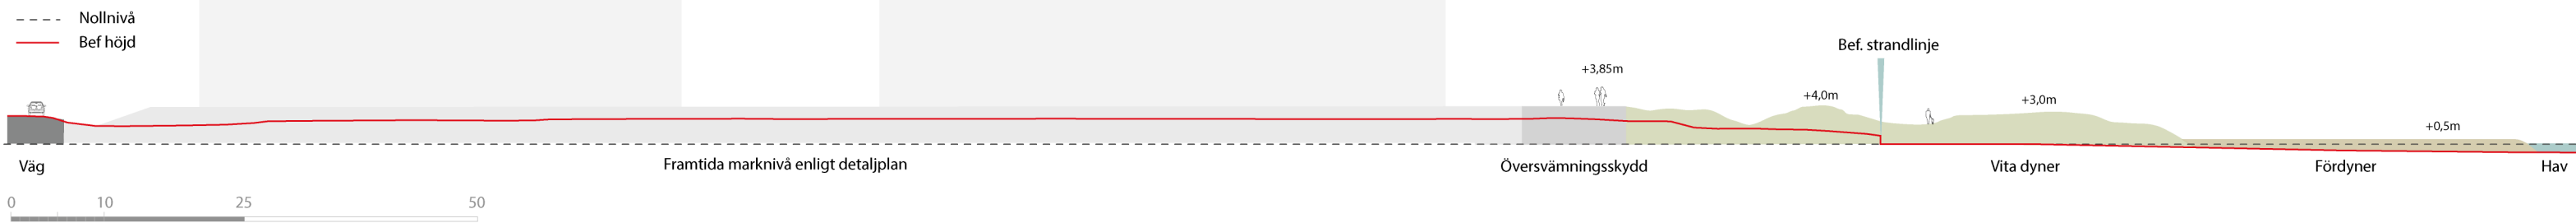 Nollnivå
Bef höjd
Bef. strandlinje
+3,85m
+4,0m
+3,0m
+0,5m
Väg
Framtida marknivå enligt detaljplan
Översvämningsskydd
Vita dyner
Fördyner
Hav
0 10 25 50